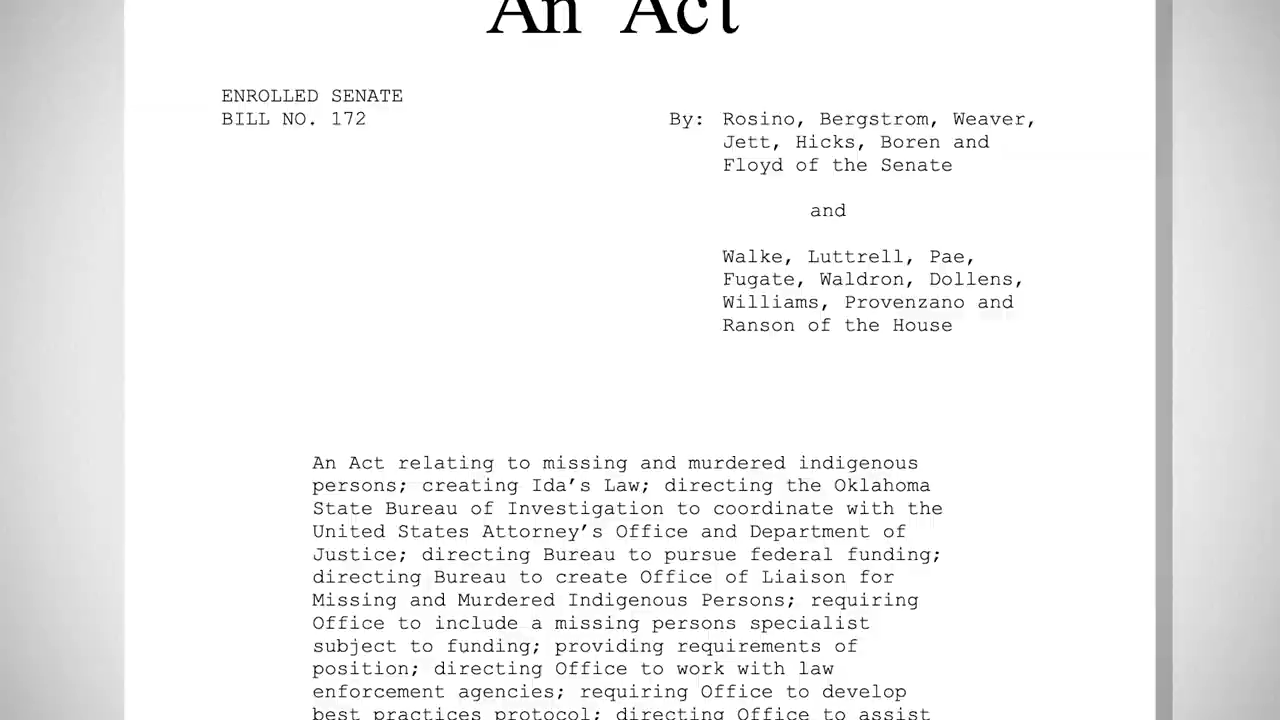 An Act
ENROLLED SENATE
BILL NO. 172
By: Rosino, Bergstrom, Weaver,
Jett, Hicks, Boren and
Floyd of the Senate
and
Walke, Luttrell, Pae,
Fugate, Waldron, Dollens,
Williams, Provenzano and
Ranson of the House
An Act relating to missing and murdered indigenous
persons; creating Ida's Law; directing the Oklahoma
State Bureau of Investigation to coordinate with the
United States Attorney's Office and Department of
Justice; directing Bureau to pursue federal funding;
directing Bureau to create Office of Liaison for
Missing and Murdered Indigenous Persons; requiring
Office to include a missing persons specialist
subject to funding; providing requirements of
position; directing Office to work with law
enforcement agencies; requiring Office to develop
best practices protocol; directing Office to assist